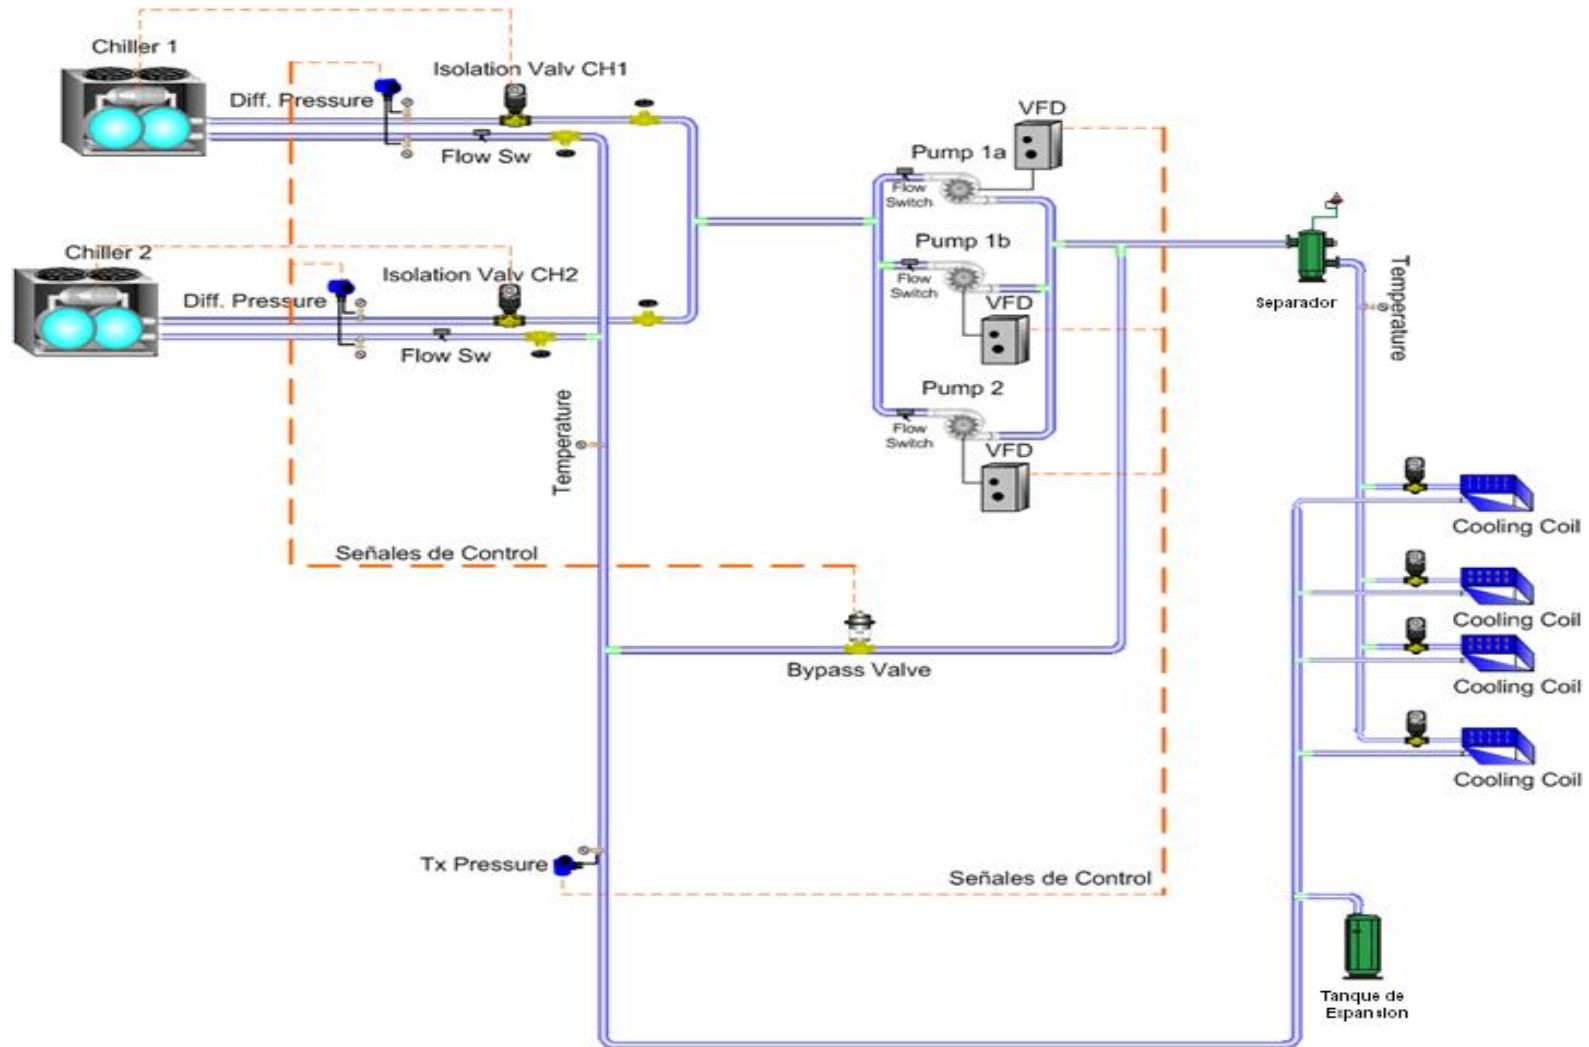 Chiller 1
Isolation Valv CH1
Diff. Pressure
Flow Sw
VFD
Pump 1a
Flow
Switch
Chiller 2
Isolation Valv CH2
Diff. Pressure
Flow Sw
Pump 1b
Flow
Switch
VFD
Separador
Temperature
Pump 2
Flow
Switch
VFD
Temperature
Cooling Coil
Señales de Control
Cooling Coil
Bypass Valve
Cooling Coil
Cooling Coil
Tx Pressure
Señales de Control
Tanque de
Expansion